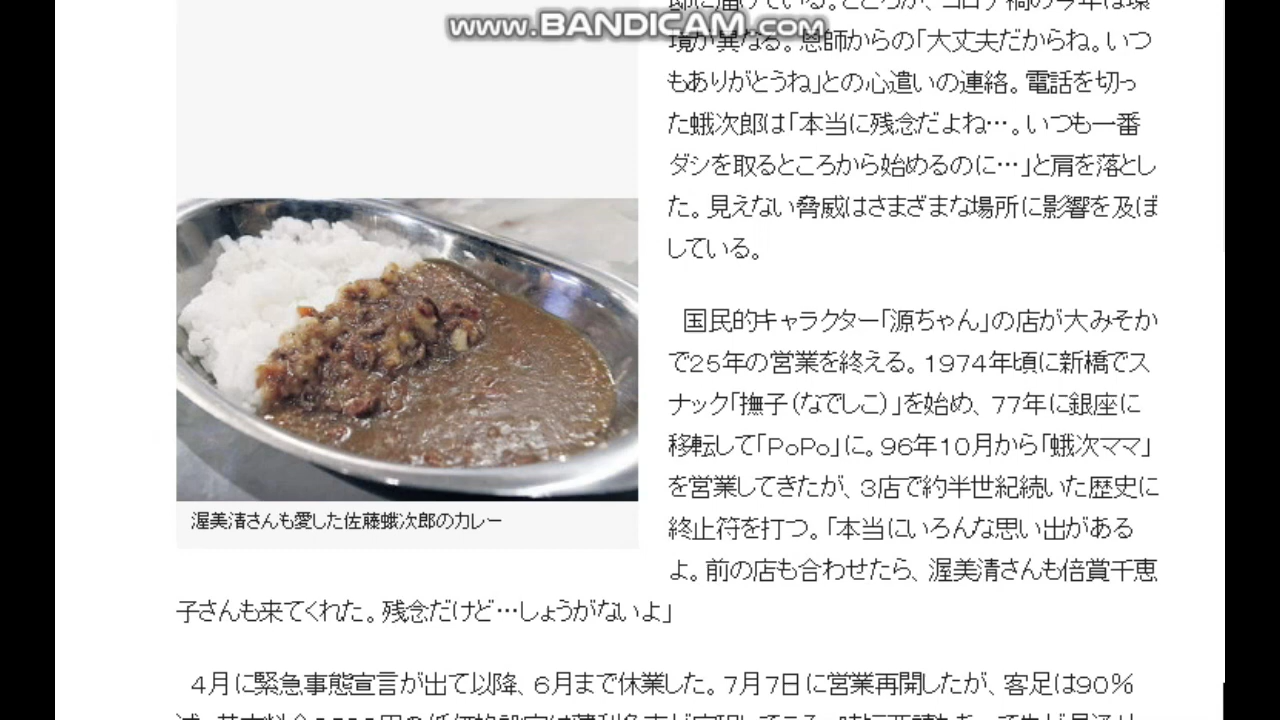 www.BANDICAM.com
境が異なる。恩師からの「大丈夫だからね。いつ
もありがとうね」との心遣いの連絡。電話を切っ
た蛾次郎は「本当に残念だよね…。いつも一番
ダシを取るところから始めるのに…」と肩を落とし
た。見えない脅威はさまざまな場所に影響を及ぼ
している。
国民的キャラクター「源ちゃん」の店が大みそか
で25年の営業を終える。1974年頃に新橋でス
ナック「撫子（なでしこ）」を始め、77年に銀座に
移転して「PoPo」に。96年10月から「蛾次ママ」
を営業してきたが、3店で約半世紀続いた歴史に
終止符を打つ。「本当にいろんな思い出がある
よ。前の店も合わせたら、渥美清さんも倍賞千恵
子さんも来てくれた。残念だけど…しょうがないよ」
渥美清さんも愛した佐藤蛾次郎のカレー
4月に緊急事態宣言が出て以降、6月まで休業した。7月7日に営業再開したが、客足は90％